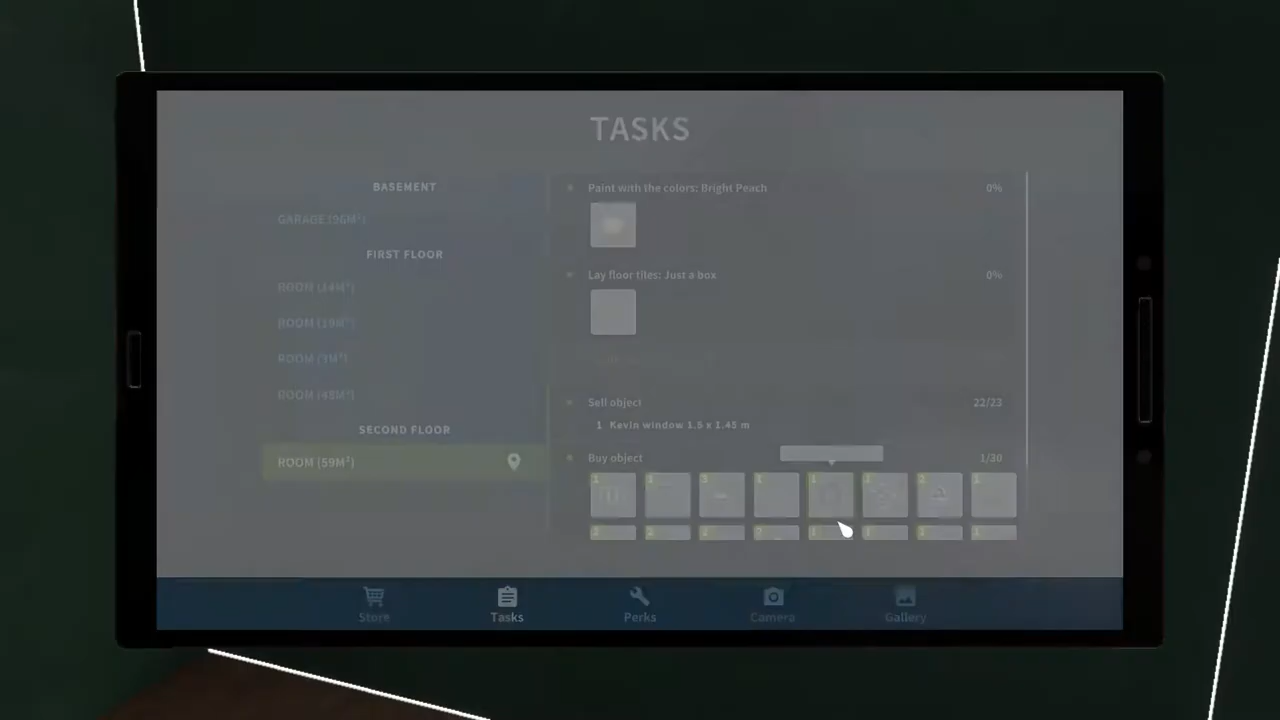 TASKS
BASEMENT
GARAGE (96M²)
FIRST FLOOR
ROOM (14M²)
ROOM (19M²)
ROOM (3M²)
ROOM (48M²)
SECOND FLOOR
ROOM (59M²)
Paint with the colors: Bright Peach 0%
Lay floor tiles: Just a box 0%
Sell object 22/23
1 Kevin window 1.5 x 1.45 m
Buy object 1/30
Store
Tasks
Perks
Camera
Gallery